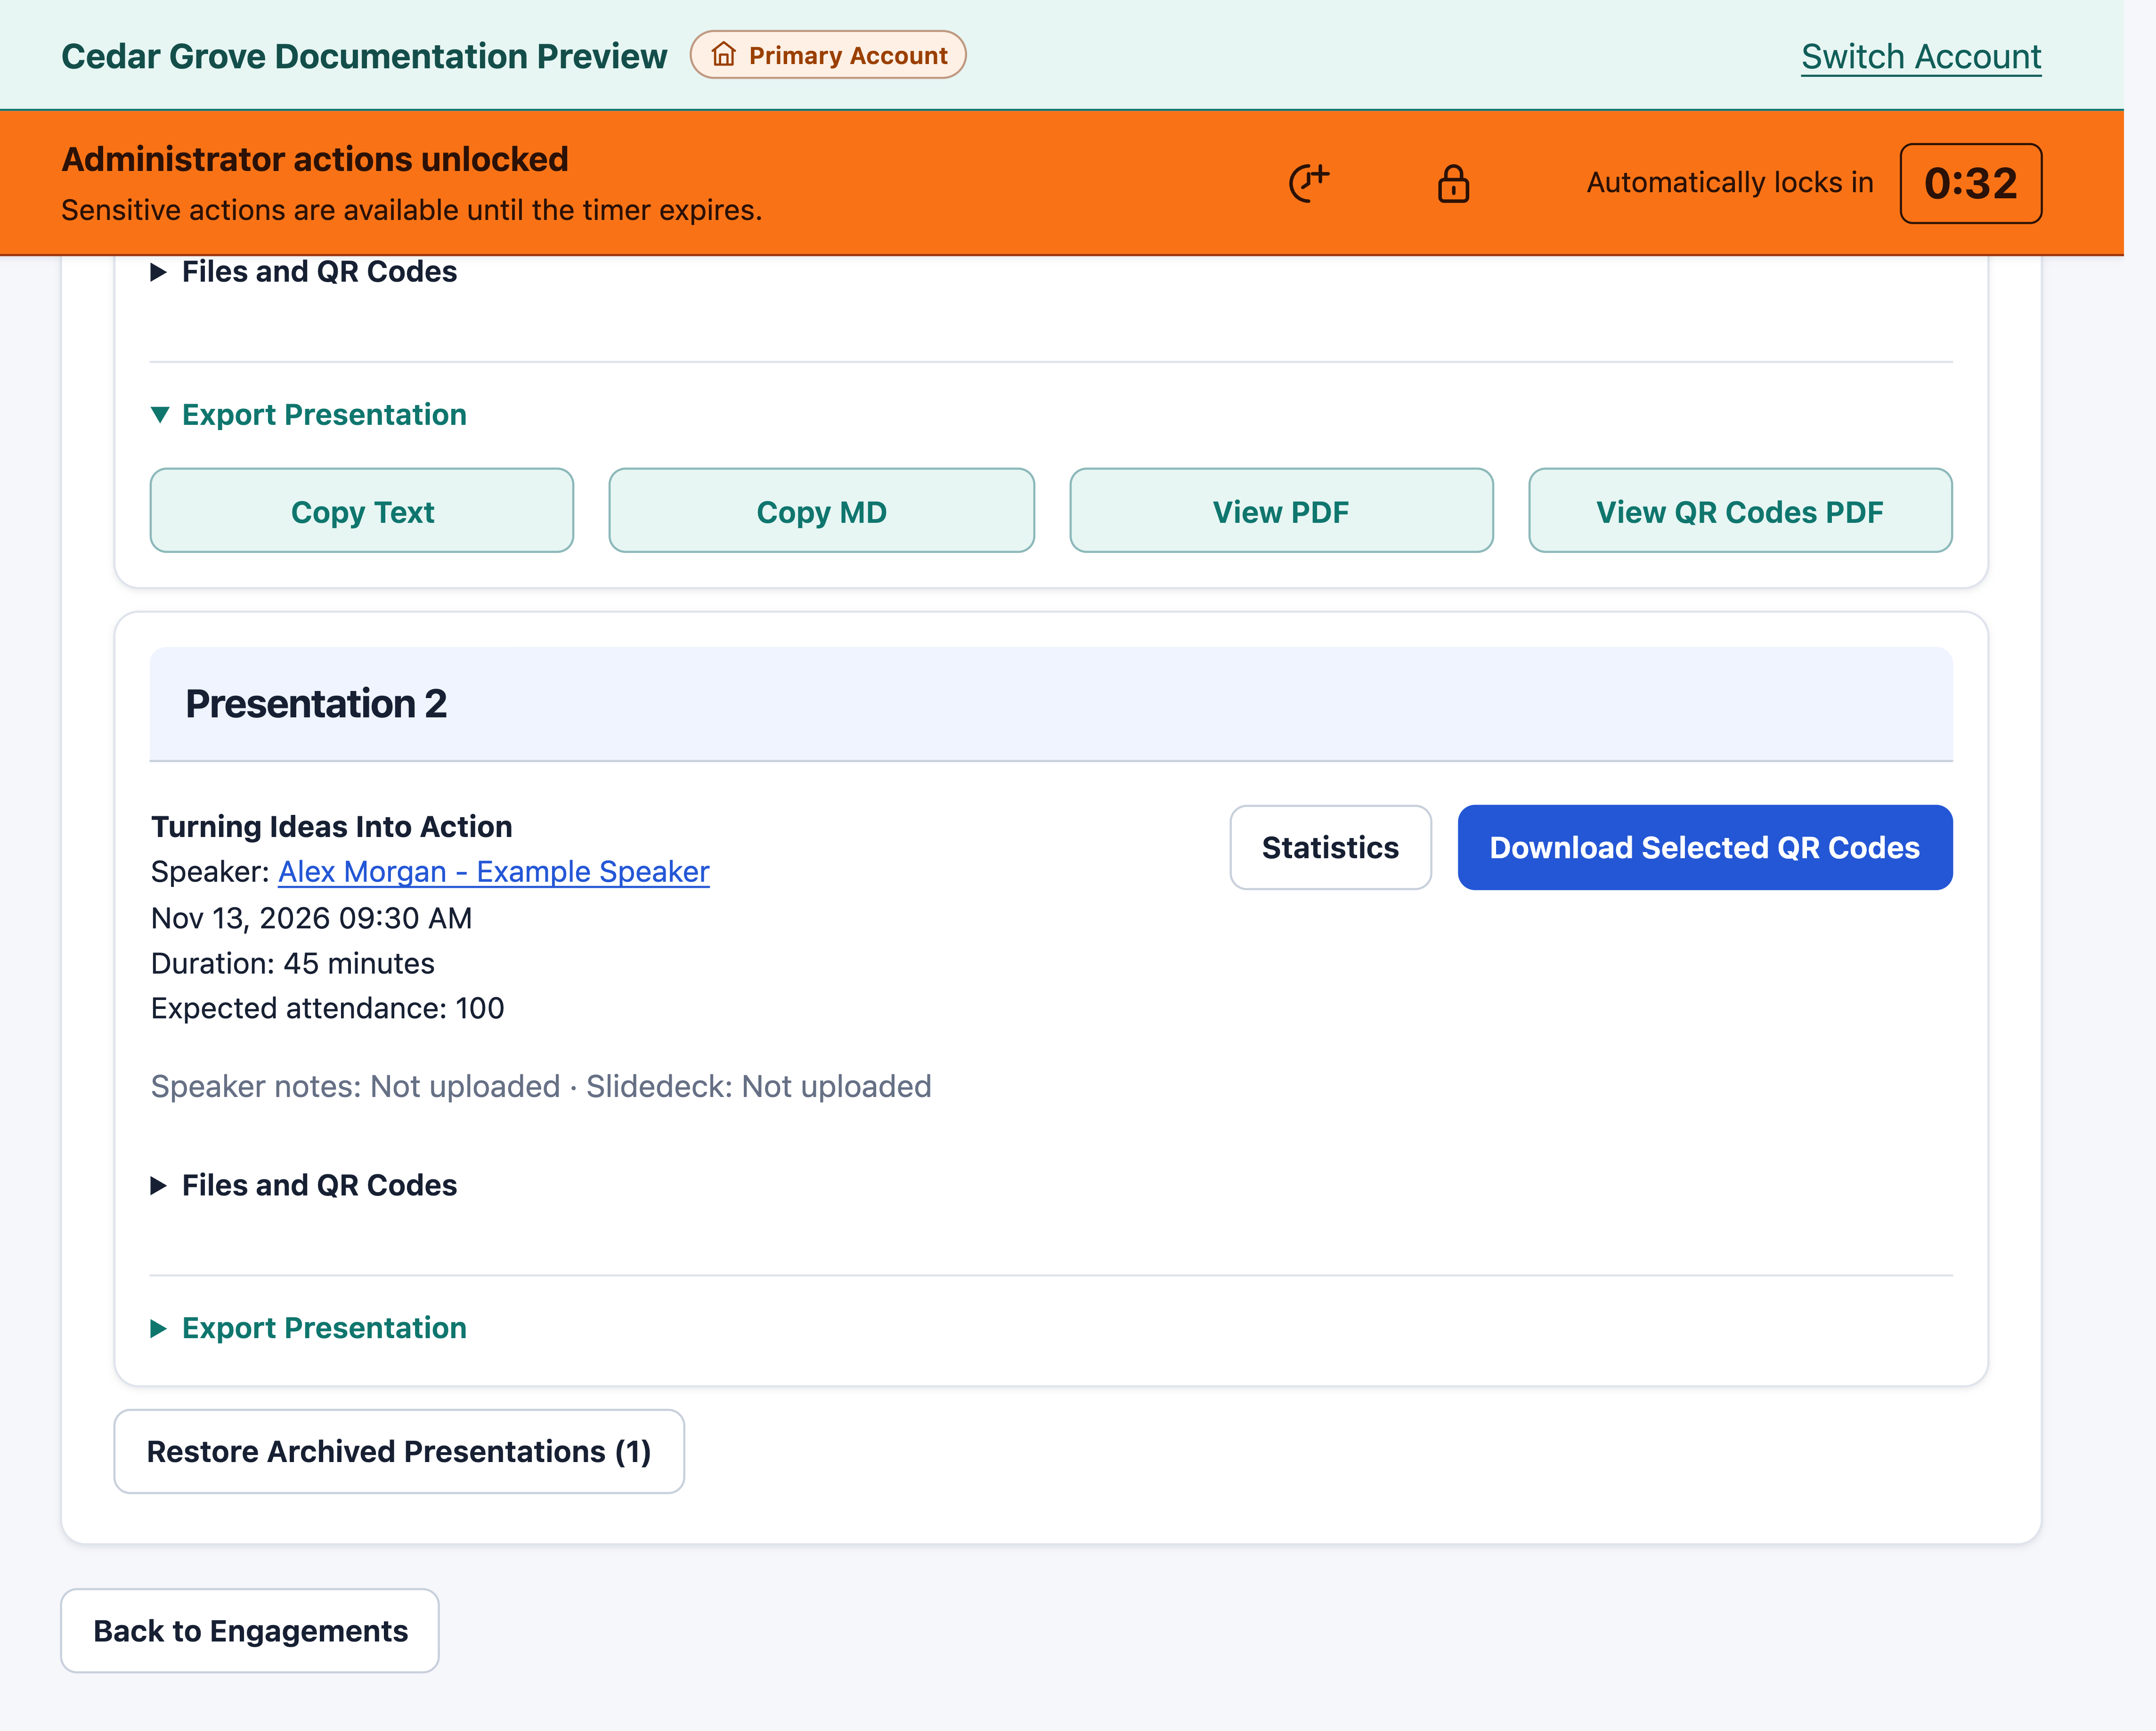 Cedar Grove Documentation Preview
Primary Account
Switch Account
Administrator actions unlocked
Sensitive actions are available until the timer expires.
Automatically locks in
0:32
Files and QR Codes
Export Presentation
Copy Text
Copy MD
View PDF
View QR Codes PDF
Presentation 2
Turning Ideas Into Action
Speaker: Alex Morgan - Example Speaker
Nov 13, 2026 09:30 AM
Duration: 45 minutes
Expected attendance: 100
Statistics
Download Selected QR Codes
Speaker notes: Not uploaded · Slidedeck: Not uploaded
Files and QR Codes
Export Presentation
Restore Archived Presentations (1)
Back to Engagements